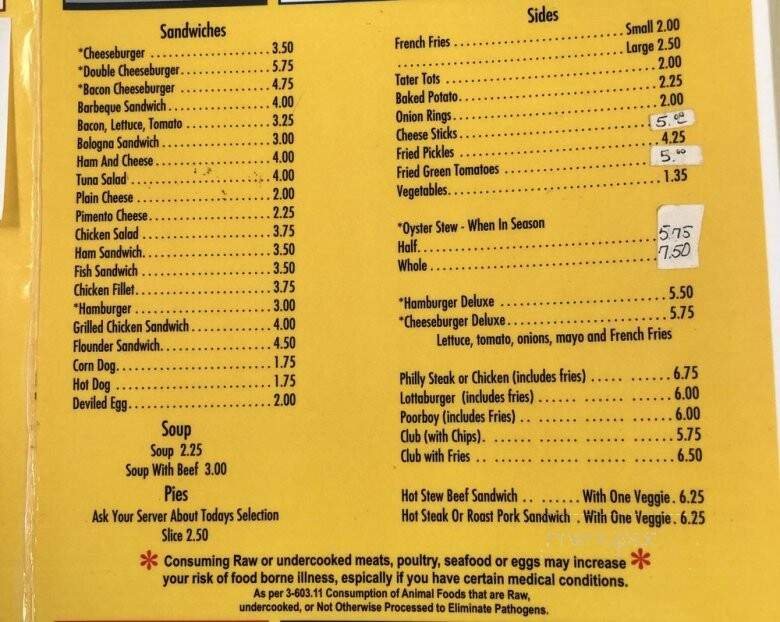 Sandwiches
*Cheeseburger ................ 3.50
*Double Cheeseburger ................ 5.75
*Bacon Cheeseburger ................ 4.75
Barbeque Sandwich ................ 4.00
Bacon, Lettuce, Tomato ................ 3.25
Bologna Sandwich ................ 3.00
Ham And Cheese ................ 4.00
Tuna Salad ................ 4.00
Plain Cheese ................ 2.00
Pimento Cheese ................ 2.25
Chicken Salad ................ 3.75
Ham Sandwich ................ 3.50
Fish Sandwich ................ 3.50
Chicken Fillet ................ 3.75
*Hamburger ................ 3.00
Grilled Chicken Sandwich ................ 4.00
Flounder Sandwich ................ 4.50
Corn Dog ................ 1.75
Hot Dog ................ 1.75
Deviled Egg ................ 2.00
Soup
Soup 2.25
Soup With Beef 3.00
Pies
Ask Your Server About Todays Selection
Slice 2.50
Sides
French Fries ................ Small 2.00
................ Large 2.50
Tater Tots ................ 2.00
Baked Potato ................ 2.25
Onion Rings ................ 2.00
Cheese Sticks ................ 5.00
Fried Pickles ................ 4.25
Fried Green Tomatoes ................ 5.00
Vegetables ................ 1.35
*Oyster Stew - When In Season
Half ................ 5.75
Whole ................ 7.50
*Hamburger Deluxe ................ 5.50
*Cheeseburger Deluxe ................ 5.75
Lettuce, tomato, onions, mayo and French Fries
Philly Steak or Chicken (includes fries) ..... ....... 6.75
Lottaburger (includes fries) ..... ....... 6.00
Poorboy (includes Fries) .. ..... ....... 6.00
Club (with Chips). ..... ....... 5.75
Club with Fries .. ..... ....... 6.50
Hot Stew Beef Sandwich .. ....... With One Veggie . 6.25
Hot Steak Or Roast Pork Sandwich . With One Veggie . 6.25
* Consuming Raw or undercooked meats, poultry, seafood or eggs may increase *
your risk of food borne illness, espically if you have certain medical conditions.
As per 3-603.11 Consumption of Animal Foods that are Raw,
undercooked, or Not Otherwise Processed to Eliminate Pathogens.